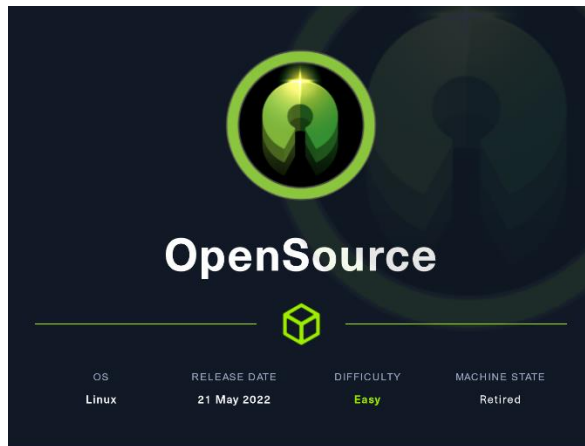 OpenSource
OS RELEASE DATE DIFFICULTY MACHINE STATE
Linux 21 May 2022 Easy Retired